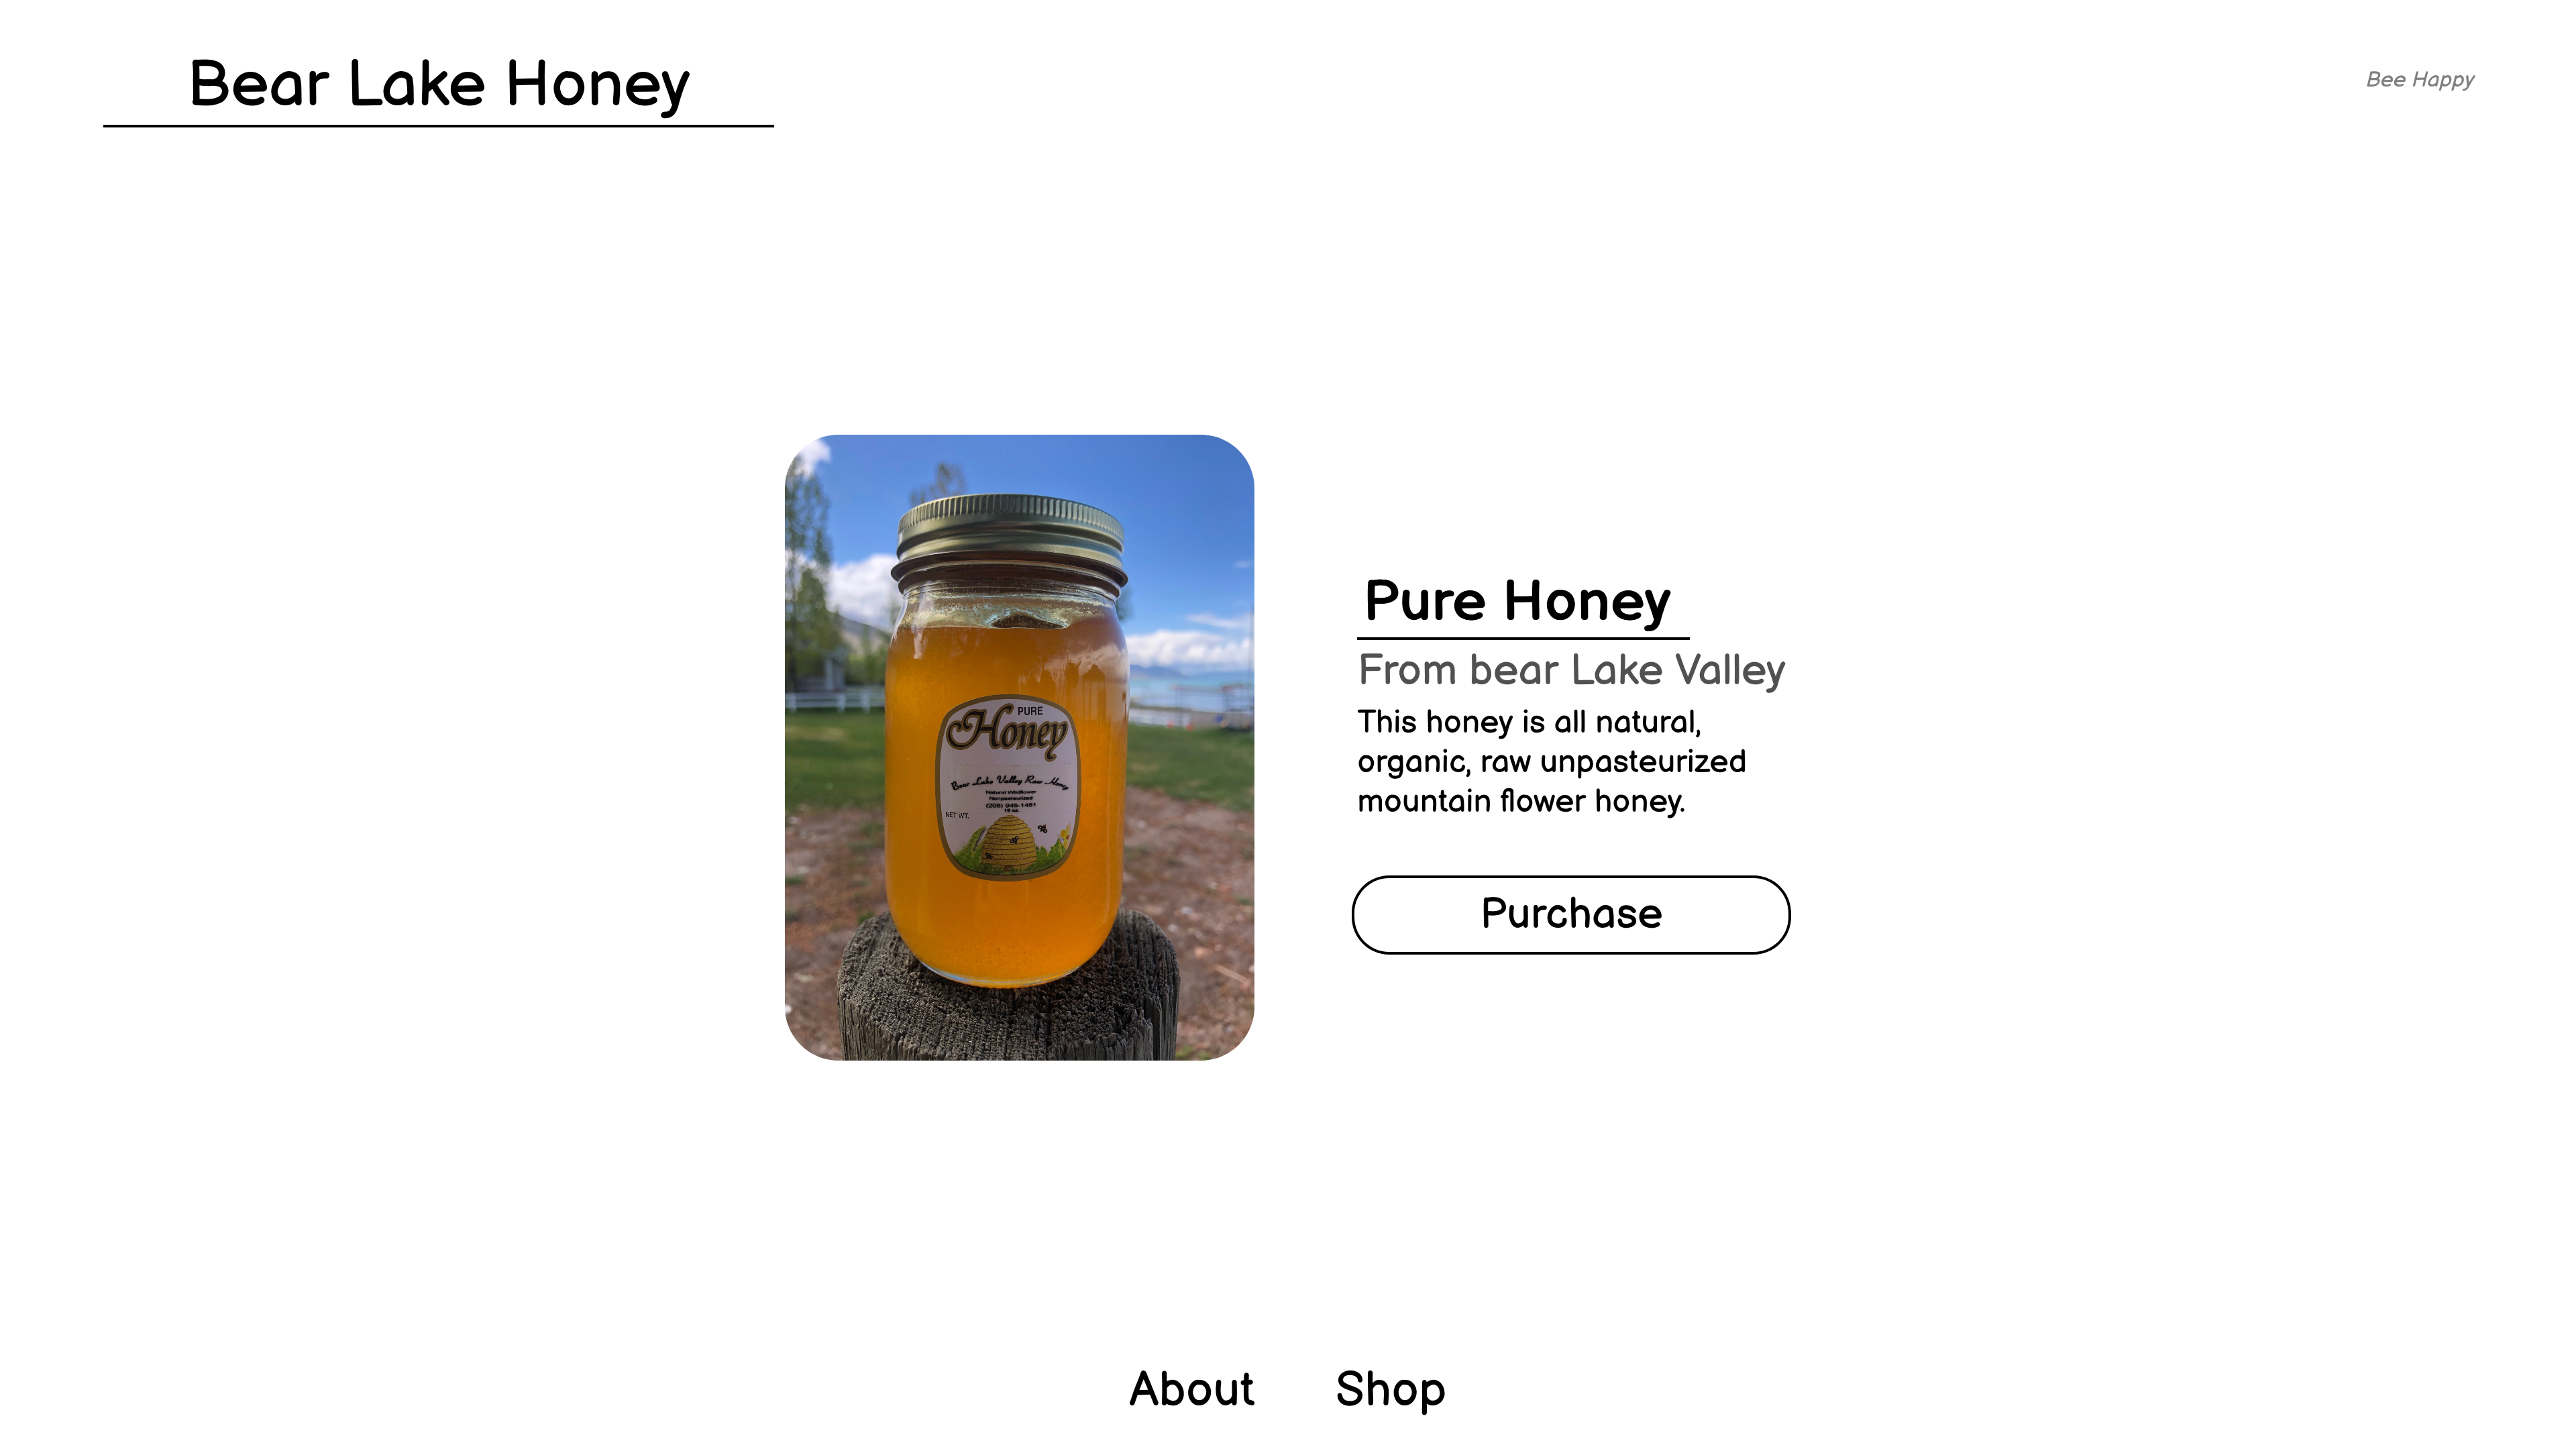 Bear Lake Honey
Bee Happy
PURE
Honey
Bear Lake Valley Raw Honey
Natural Wildflower
Nonpasteurized
(208) 945-1481
NET WT.
Pure Honey
From bear Lake Valley
This honey is all natural,
organic, raw unpasteurized
mountain flower honey.
Purchase
About Shop